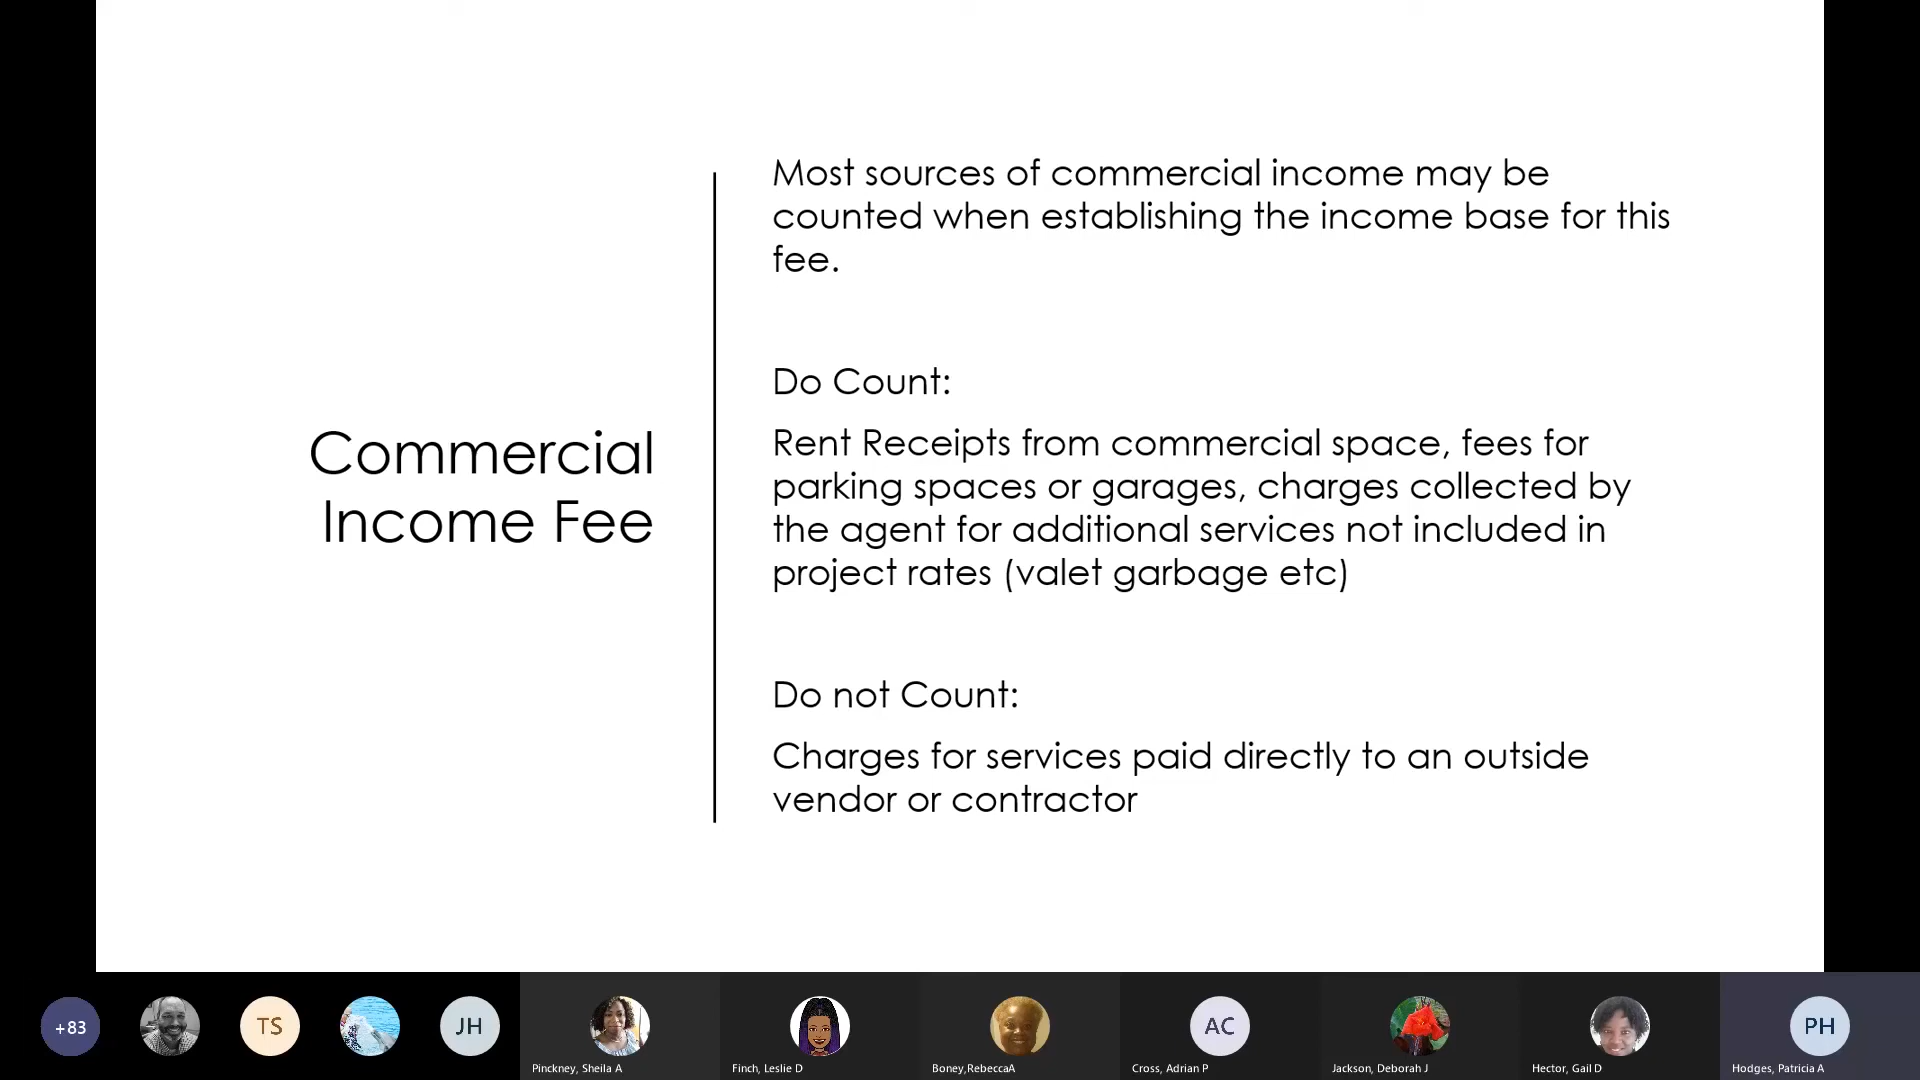 Commercial
Income Fee
Most sources of commercial income may be
counted when establishing the income base for this
fee.
Do Count:
Rent Receipts from commercial space, fees for
parking spaces or garages, charges collected by
the agent for additional services not included in
project rates (valet garbage etc)
Do not Count:
Charges for services paid directly to an outside
vendor or contractor
+83
TS
JH
AC
PH
Pinckney, Sheila A
Finch, Leslie D
Boney,RebeccaA
Cross, Adrian P
Jackson, Deborah J
Hector, Gail D
Hodges, Patricia A